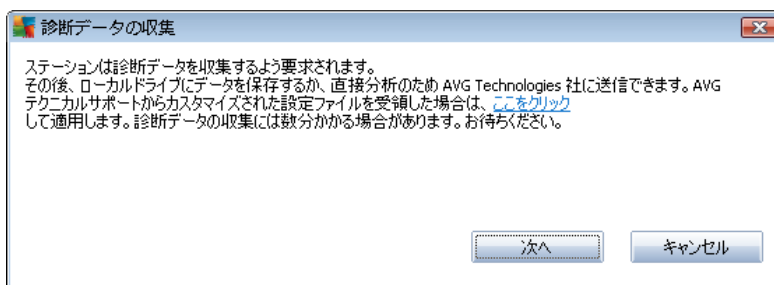 診断データの収集
ステーションは診断データを収集するよう要求されます。
その後、ローカルドライブにデータを保存するか、直接分析のため AVG Technologies 社に送信できます。AVG
テクニカルサポートからカスタマイズされた設定ファイルを受領した場合は、ここをクリック
して適用します。診断データの収集には数分かかる場合があります。お待ちください。
次へ
キャンセル